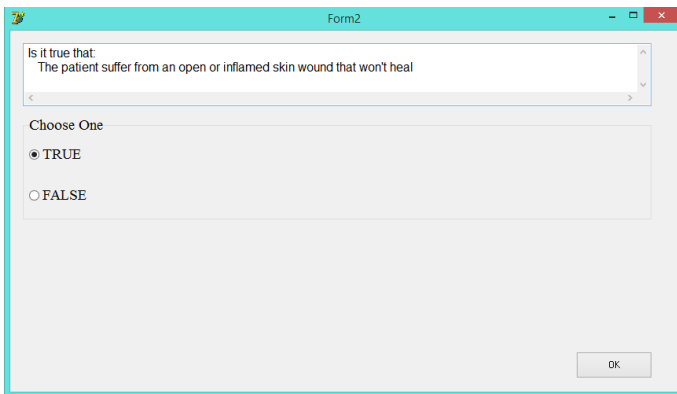 Form2
Is it true that:
The patient suffer from an open or inflamed skin wound that won't heal
Choose One
TRUE
FALSE
OK